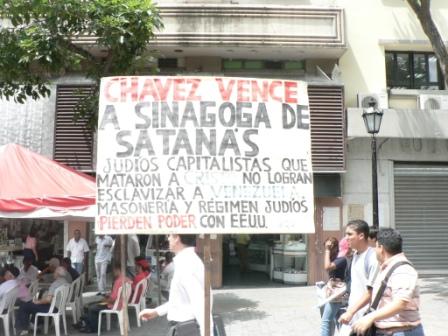 CHAVEZ VENCE
A SINAGOGA DE
SATANAS
JUDIOS CAPITALISTAS QUE
MATARON A CRISTO NO LOGRAN
ESCLAVIZAR A VENEZUELA
MASONERIA Y RÉGIMEN JUDIOS
PIERDEN PODER CON EEUU.